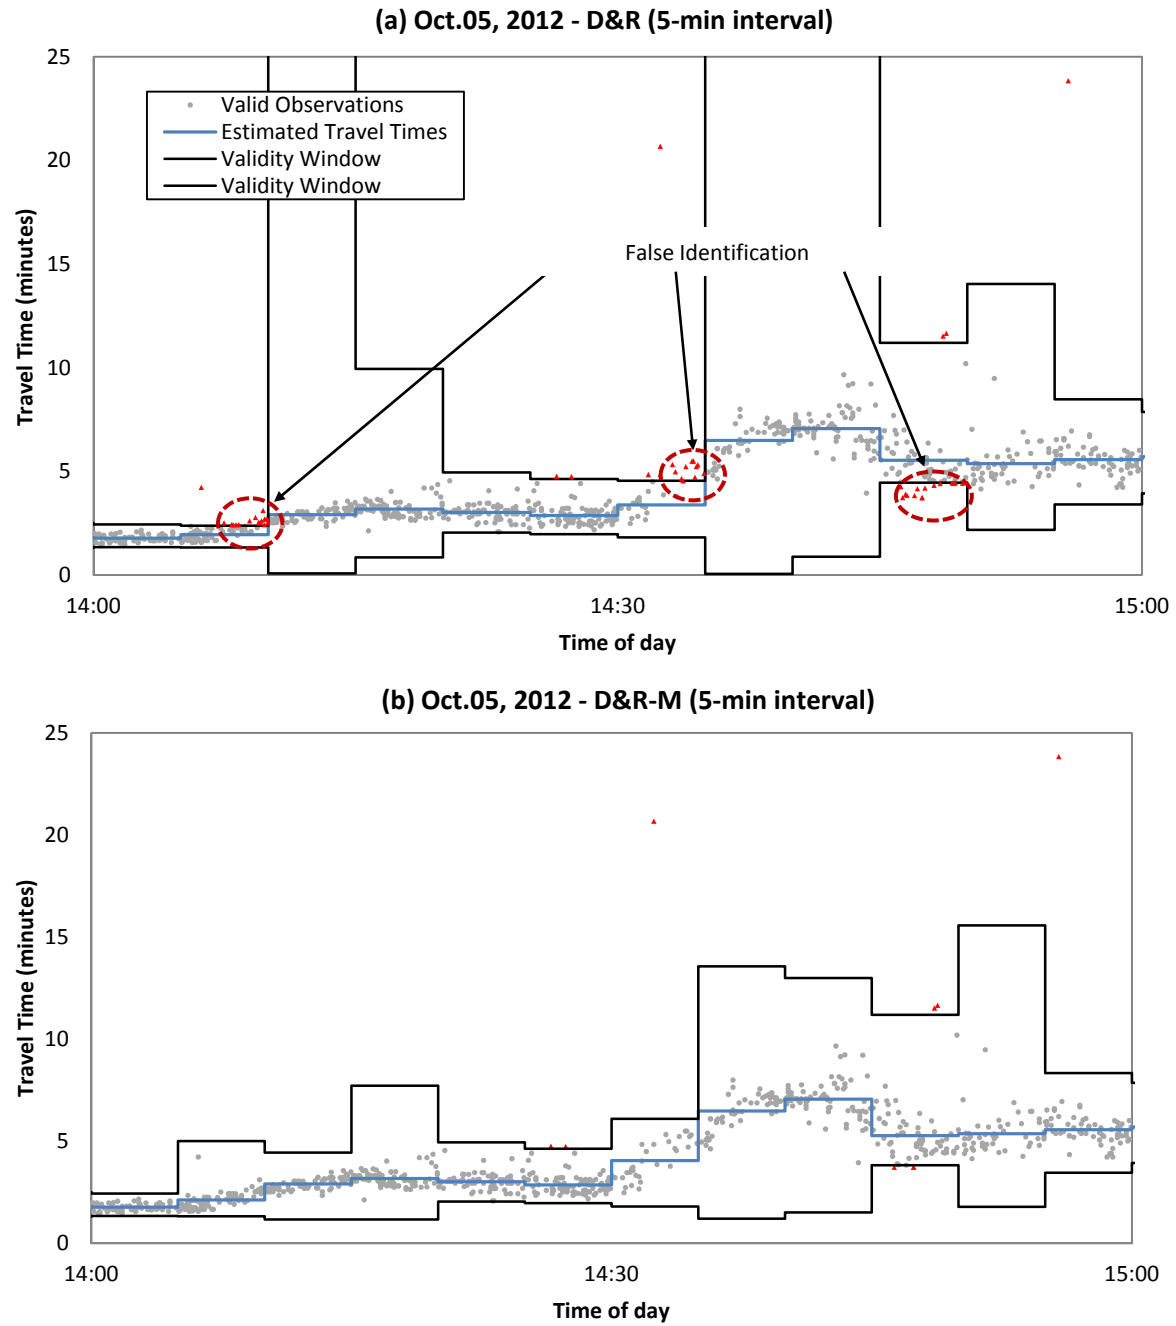 (a) Oct.05, 2012 - D&R (5-min interval)
25
Valid Observations
Estimated Travel Times
Validity Window
Validity Window
20
15
10
5
0
False Identification
Travel Time (minutes)
14:00
14:30
15:00
Time of day
(b) Oct.05, 2012 - D&R-M (5-min interval)
25
20
15
10
5
0
Travel Time (minutes)
14:00
14:30
15:00
Time of day